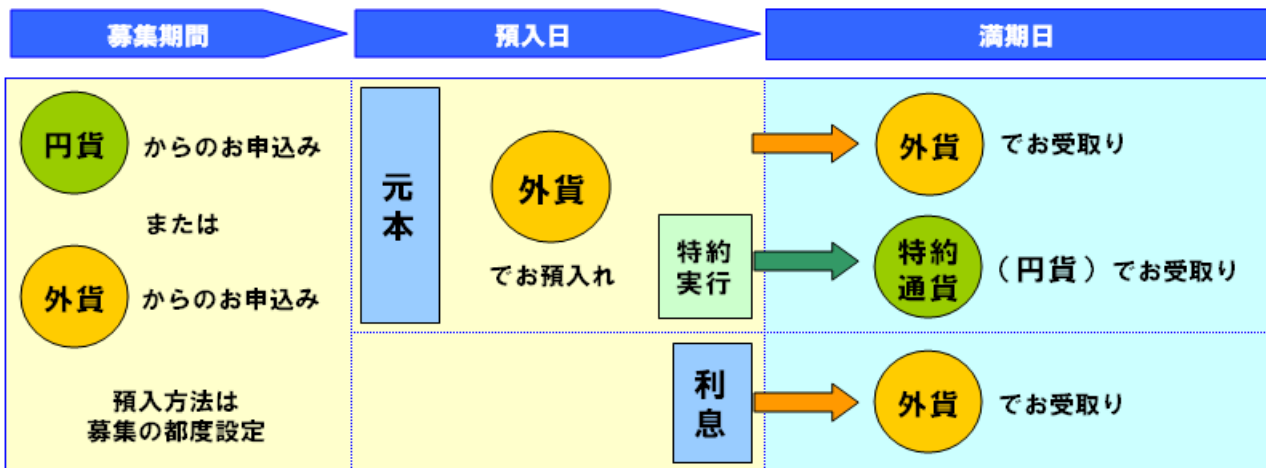 募集期間
預入日
満期日
円貨 からのお申込み
または
外貨 からのお申込み
預入方法は
募集の都度設定
元本
外貨
でお預入れ
特約
実行
利息
外貨 でお受取り
特約
通貨 (円貨) でお受取り
外貨 でお受取り